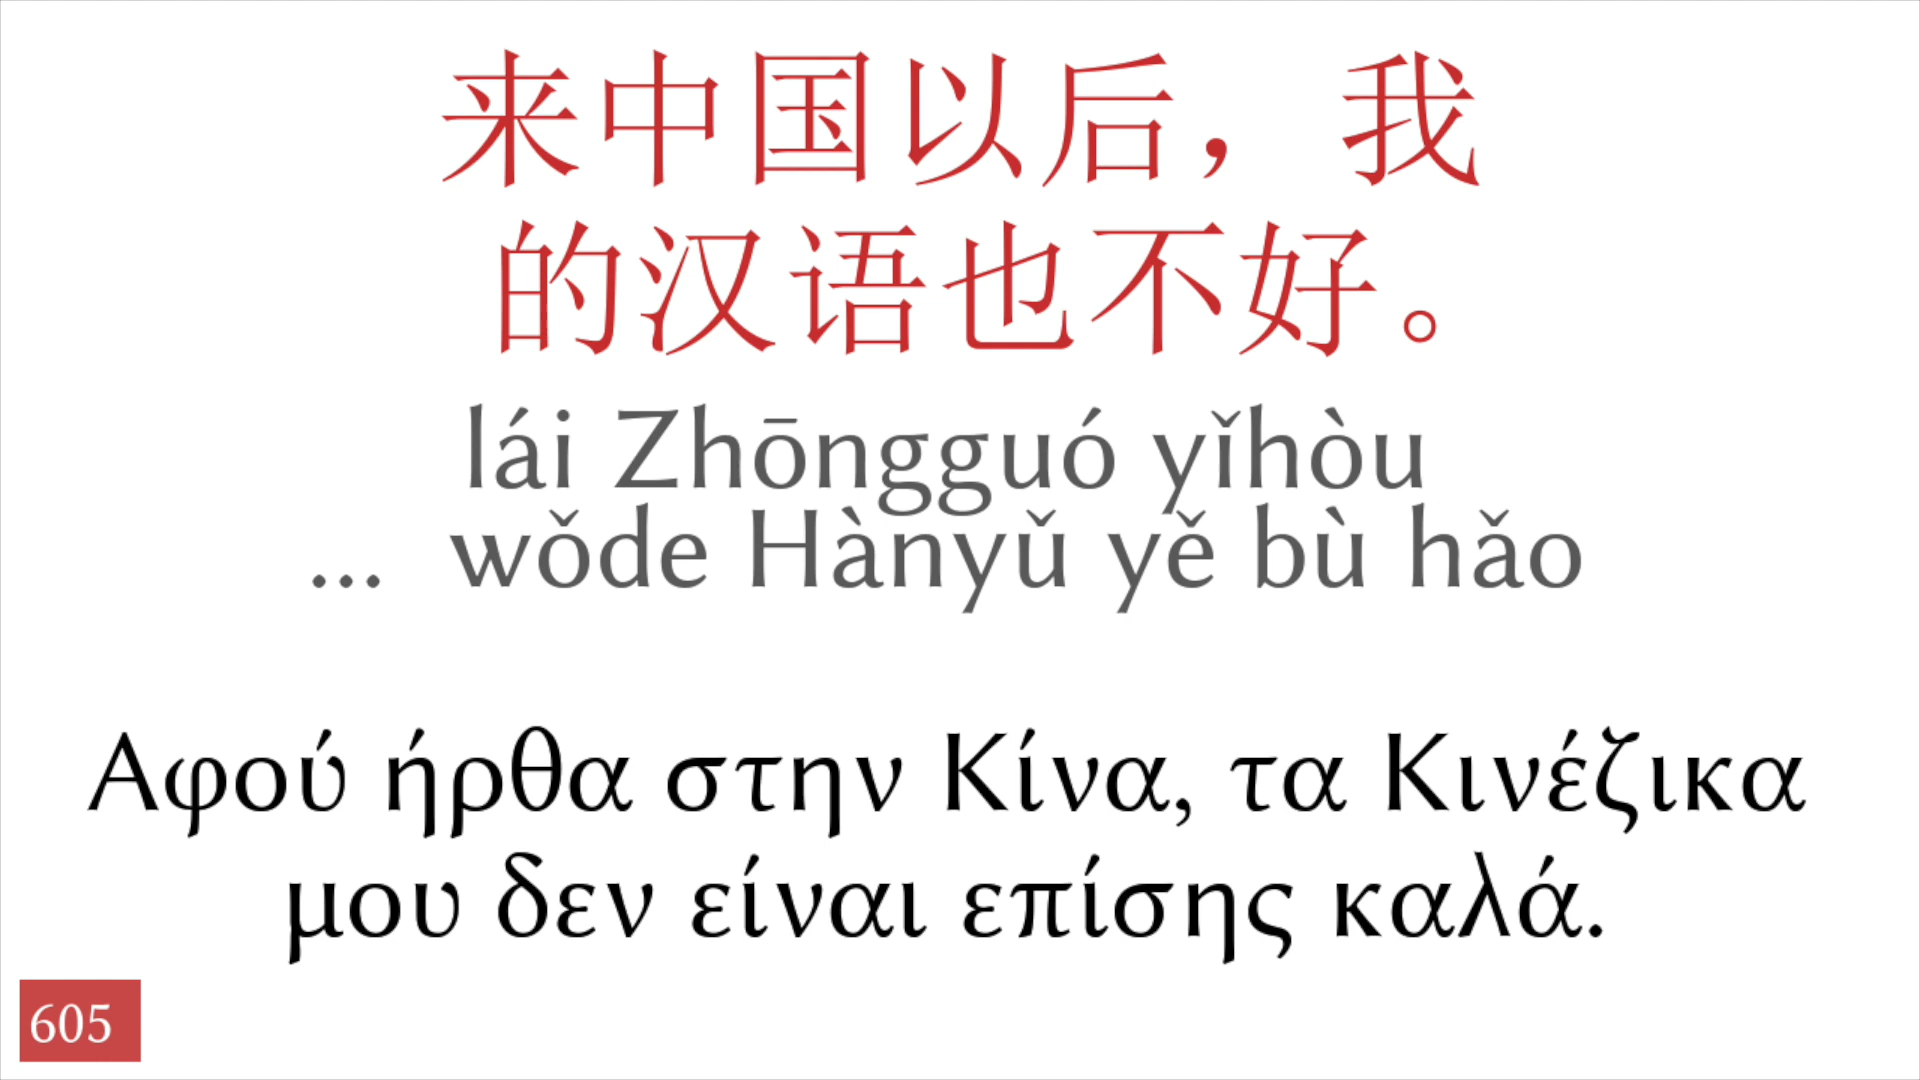 来中国以后，我
的汉语也不好。
lái Zhōngguó yǐhòu
... wǒde Hànyǔ yě bù hǎo
Αφού ήρθα στην Κίνα, τα Κινέζικα
μου δεν είναι επίσης καλά.
605